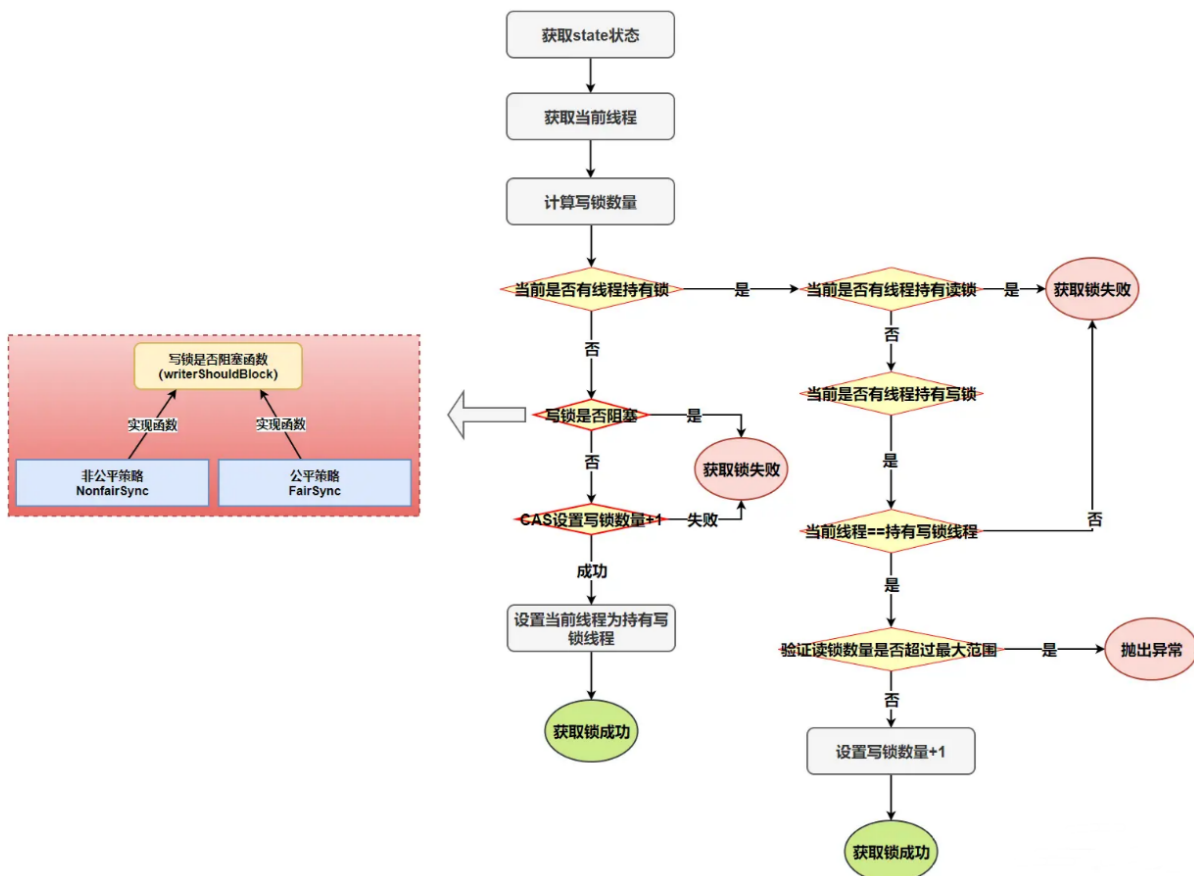 获取state状态
获取当前线程
计算写锁数量
当前是否有线程持有锁
是
当前是否有线程持有读锁
是
获取锁失败
否
否
写锁是否阻塞函数
(writerShouldBlock)
实现函数
实现函数
非公平策略
NonfairSync
公平策略
FairSync
当前是否有线程持有写锁
写锁是否阻塞
是
否
获取锁失败
是
CAS设置写锁数量+1
失败
当前线程==持有写锁线程
否
成功
是
设置当前线程为持有写
锁线程
验证读锁数量是否超过最大范围
是
抛出异常
否
获取锁成功
设置写锁数量+1
获取锁成功